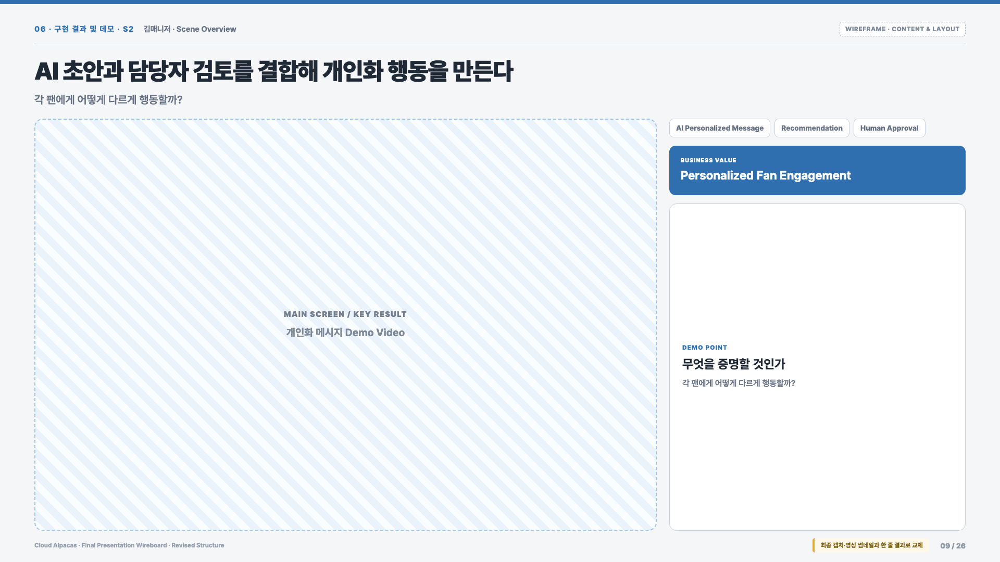 06 · 구현 결과 및 데모 · S2 김매니저 · Scene Overview
WIREFRAME · CONTENT & LAYOUT
AI 초안과 담당자 검토를 결합해 개인화 행동을 만든다
각 팬에게 어떻게 다르게 행동할까?
MAIN SCREEN / KEY RESULT
개인화 메시지 Demo Video
AI Personalized Message
Recommendation
Human Approval
BUSINESS VALUE
Personalized Fan Engagement
DEMO POINT
무엇을 증명할 것인가
각 팬에게 어떻게 다르게 행동할까?
Cloud Alpacas · Final Presentation Wireboard · Revised Structure
최종 캡처·영상 썸네일과 한 줄 결과로 교체
09 / 26